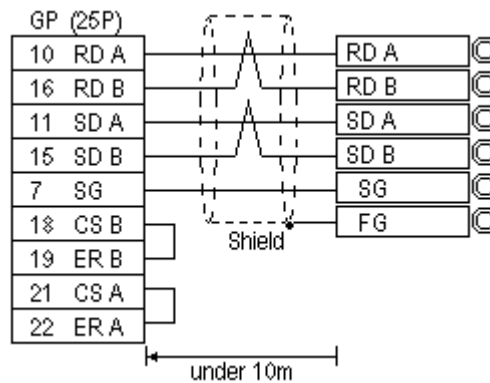 GP (25P)
10 RD A RD A
16 RD B RD B
11 SD A SD A
15 SD B SD B
7 SG SG
18 CS B FG
Shield
19 ER B
21 CS A
22 ER A
under 10m